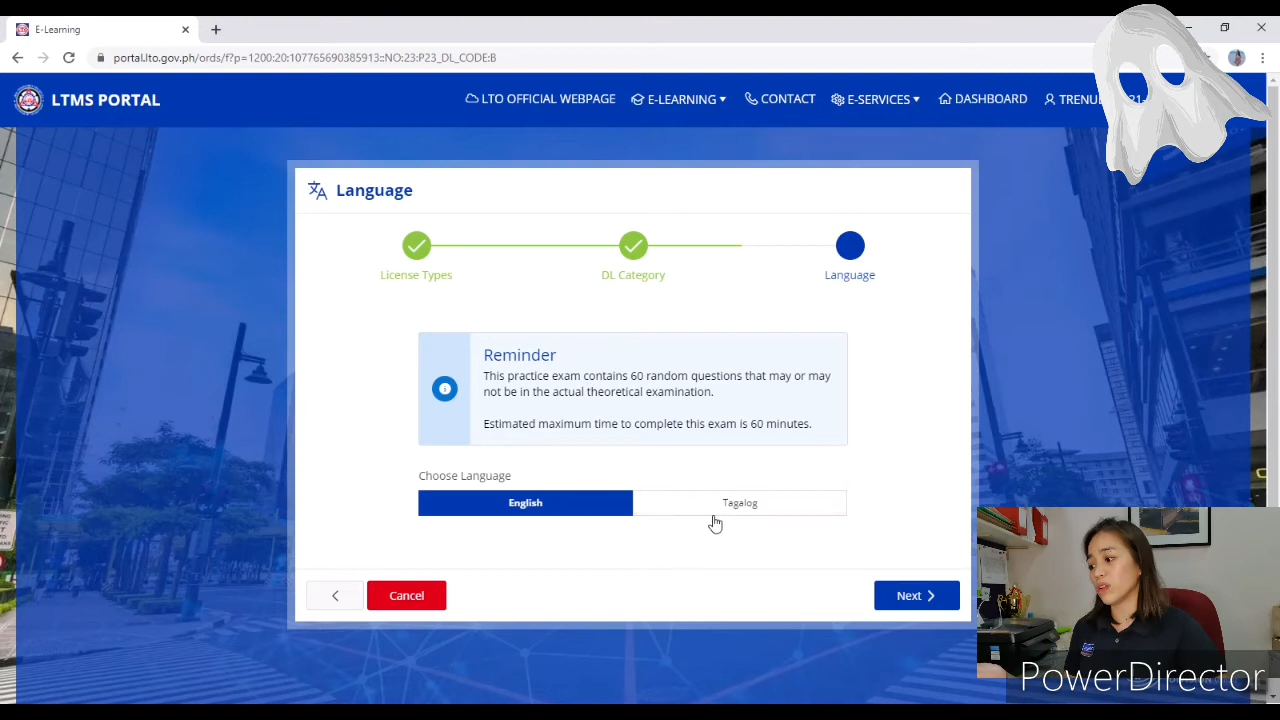 E-Learning
portal.lto.gov.ph/ords/f?p=1200:20:107765690385913::NO:23:P23_DL_CODE:B
LTMS PORTAL
LTO OFFICIAL WEBPAGE
E-LEARNING
CONTACT
E-SERVICES
DASHBOARD
Language
License Types
DL Category
Language
Reminder
This practice exam contains 60 random questions that may or may
not be in the actual theoretical examination.
Estimated maximum time to complete this exam is 60 minutes.
Choose Language
English
Tagalog
Cancel
Next
PowerDirector